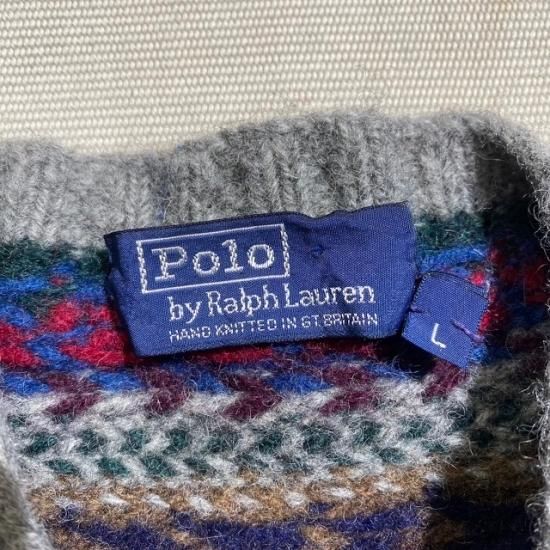 Polo
by Ralph Lauren
HAND KNITTED IN GT. BRITAIN
L